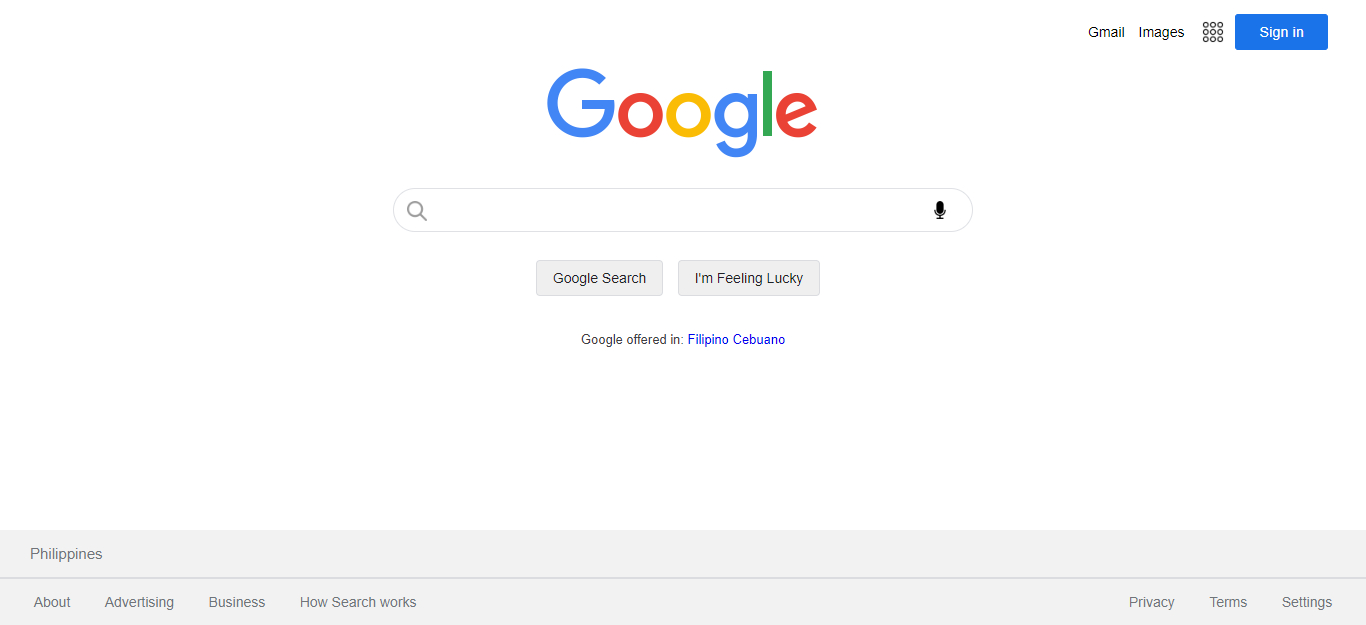 Gmail Images Sign in
Google
Google Search I'm Feeling Lucky
Google offered in: Filipino Cebuano
Philippines
About Advertising Business How Search works Privacy Terms Settings